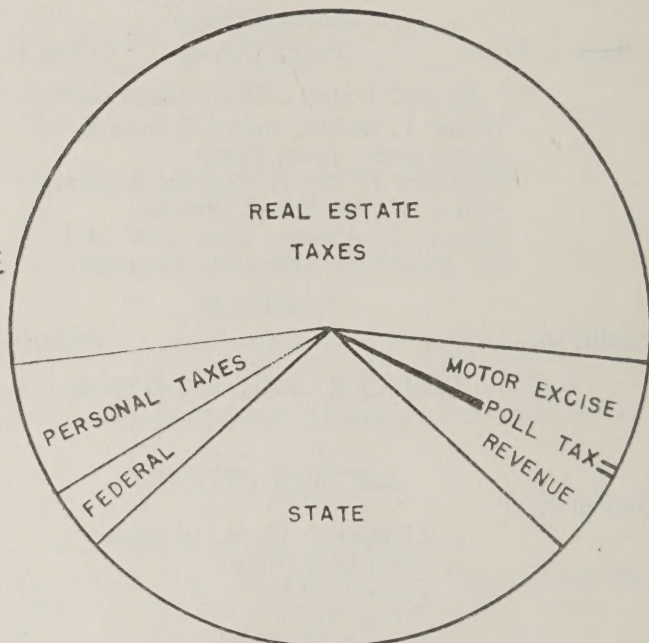 REAL ESTATE
TAXES
MOTOR EXCISE
POLL TAX
REVENUE
PERSONAL TAXES
FEDERAL
STATE